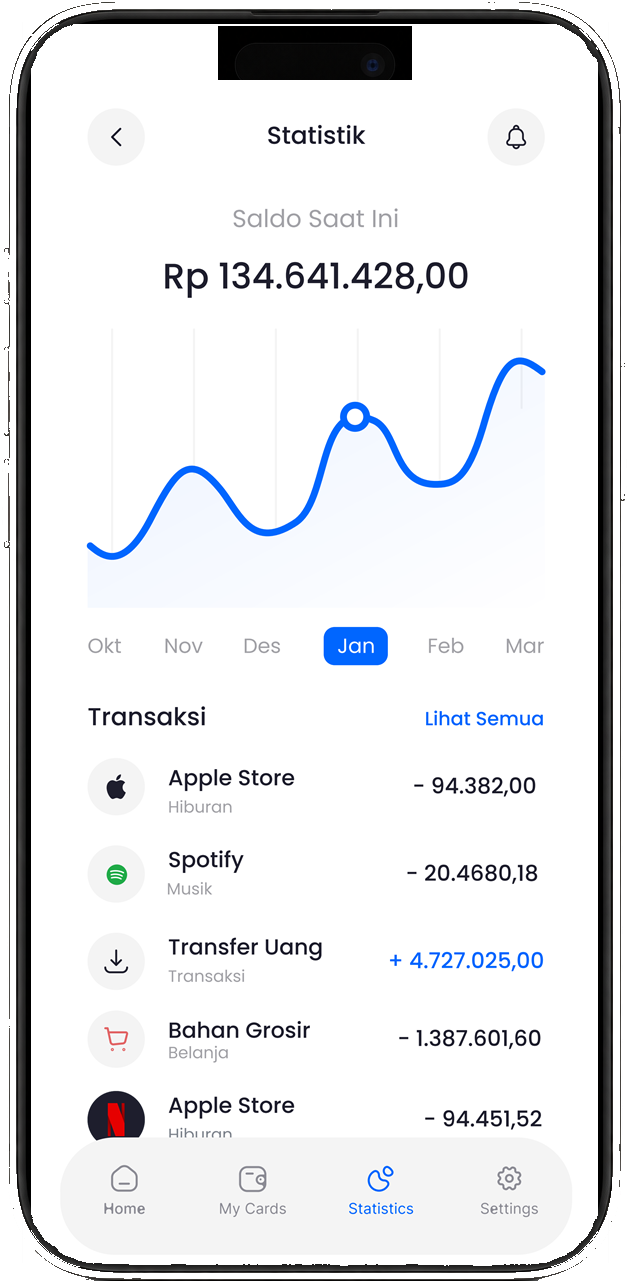 Statistik
Saldo Saat Ini
Rp 134.641.428,00
Okt Nov Des Jan Feb Mar
Transaksi Lihat Semua
Apple Store - 94.382,00
Hiburan
Spotify - 20.4680,18
Musik
Transfer Uang + 4.727.025,00
Transaksi
Bahan Grosir - 1.387.601,60
Belanja
Apple Store - 94.451,52
Hiburan
Home My Cards Statistics Settings